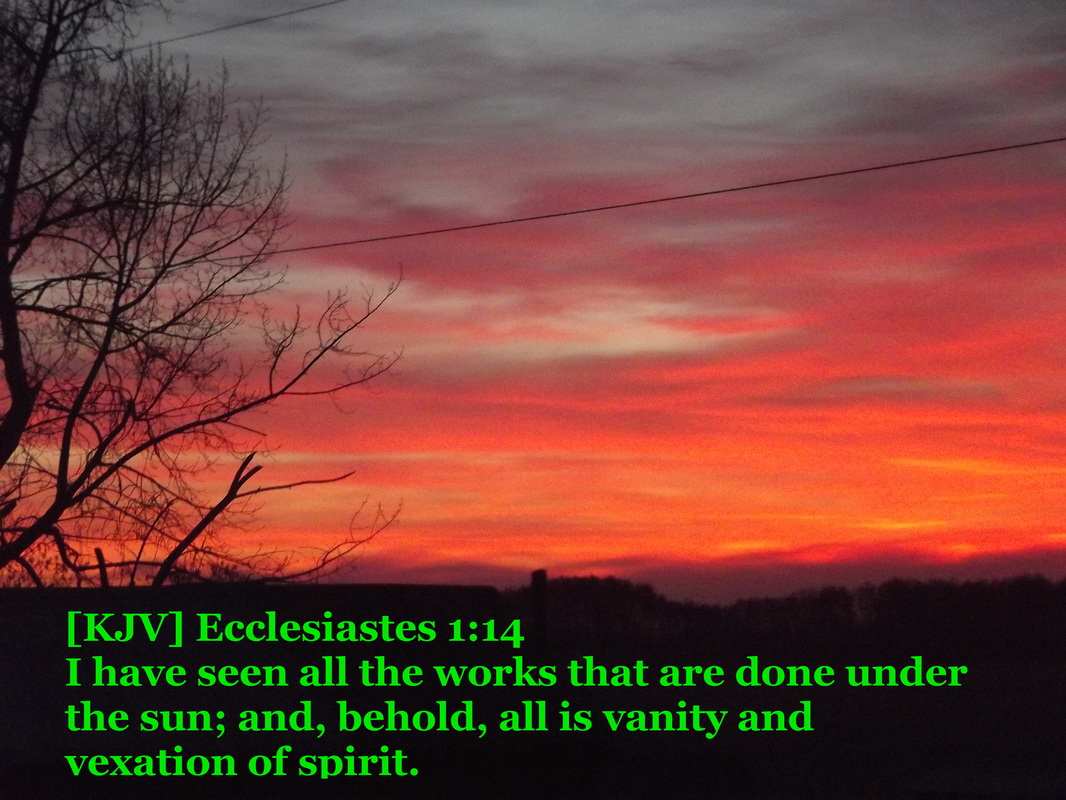 [KJV] Ecclesiastes 1:14
I have seen all the works that are done under
the sun; and, behold, all is vanity and
vexation of spirit.